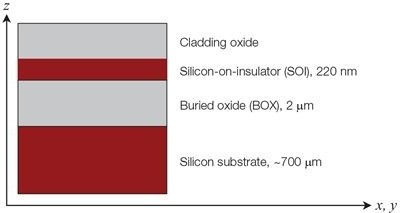 z
Cladding oxide
Silicon-on-insulator (SOI), 220 nm
Buried oxide (BOX), 2 μm
Silicon substrate, ~700 μm
x, y